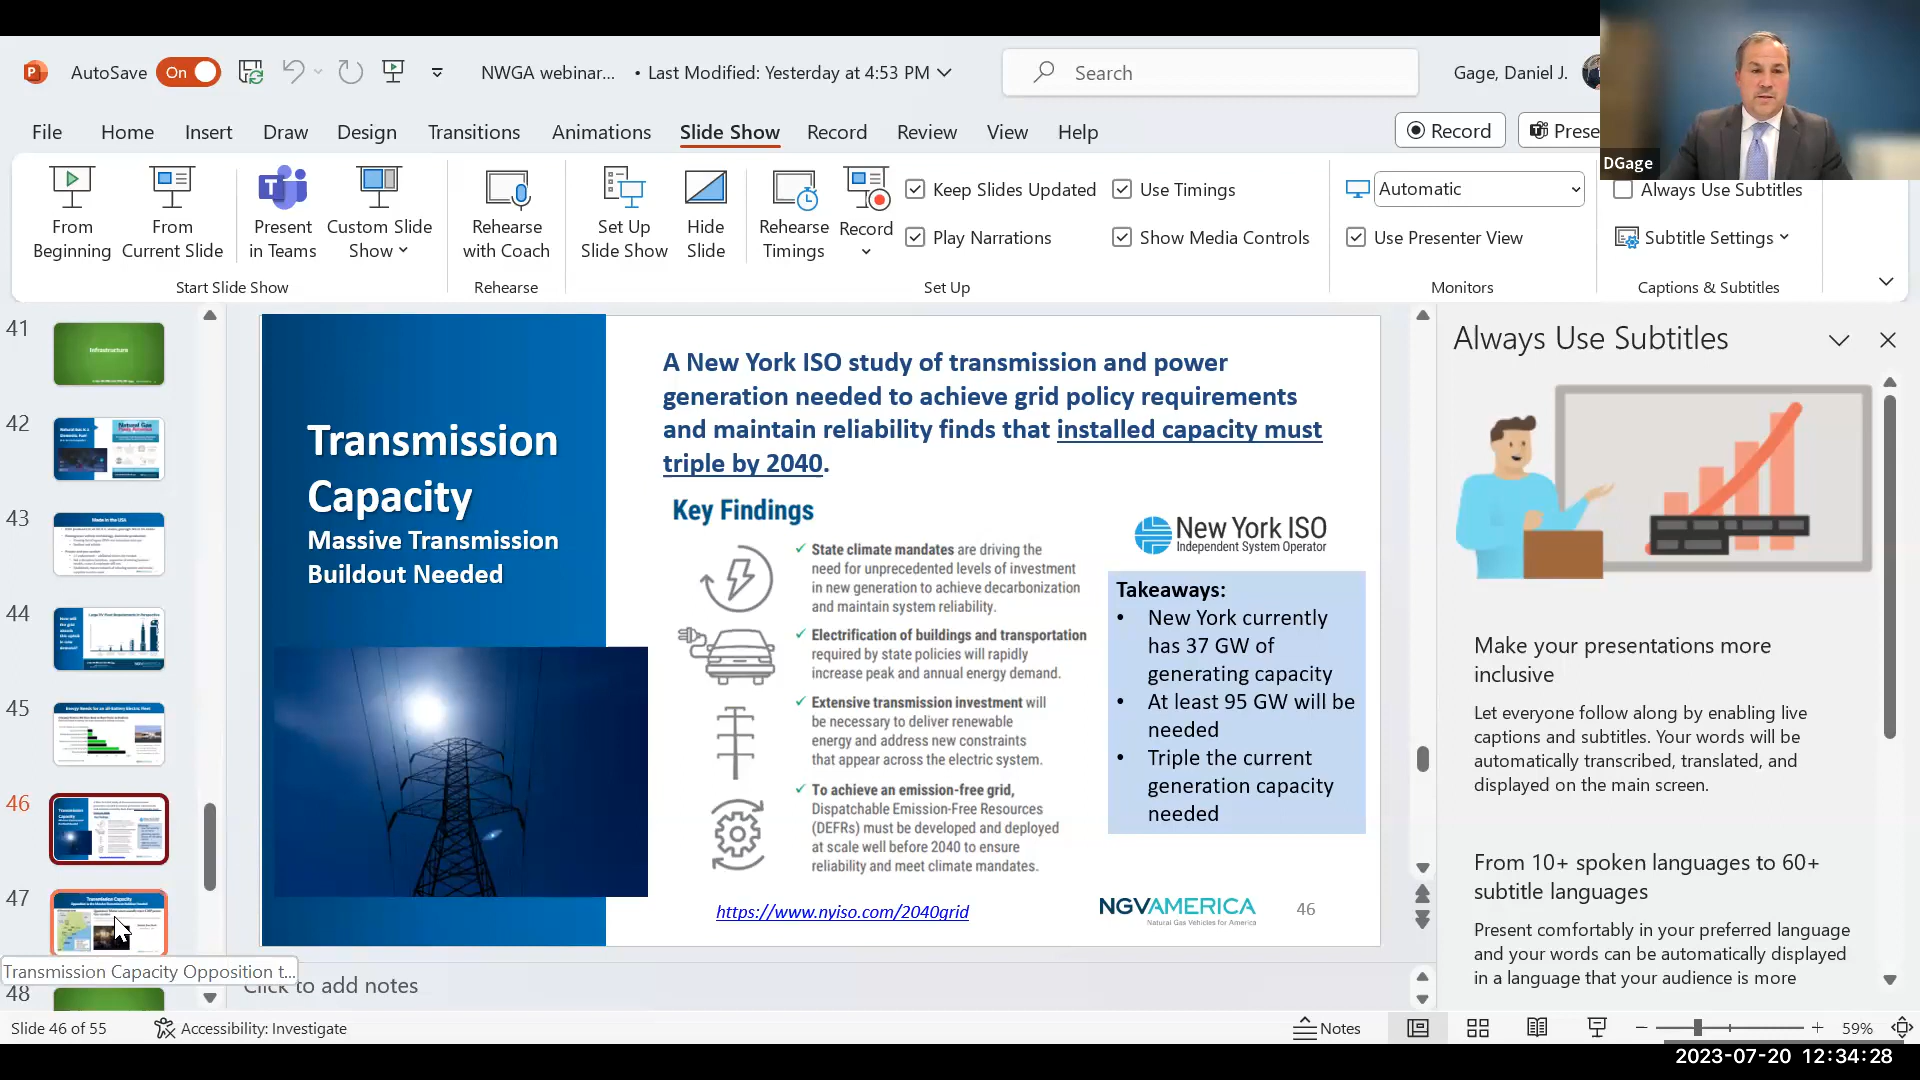 AutoSave
On
NWGA webinar... • Last Modified: Yesterday at 4:53 PM
Search
Gage, Daniel J.
File Home Insert Draw Design Transitions Animations Slide Show Record Review View Help
Record
Prese
DGage
From Beginning
From Current Slide
Present in Teams
Custom Slide Show
Rehearse with Coach
Set Up Slide Show
Hide Slide
Rehearse Timings
Record
Keep Slides Updated
Play Narrations
Use Timings
Show Media Controls
Automatic
Use Presenter View
Always Use Subtitles
Subtitle Settings
Start Slide Show
Rehearse
Set Up
Monitors
Captions & Subtitles
41
Infrastructure
42
43
Made in the USA
44
45
46
47
Transmission Capacity
48
Transmission Capacity Opposition t...
Transmission
Capacity
Massive Transmission
Buildout Needed
A New York ISO study of transmission and power
generation needed to achieve grid policy requirements
and maintain reliability finds that installed capacity must
triple by 2040.
Key Findings
✓ State climate mandates are driving the
need for unprecedented levels of investment
in new generation to achieve decarbonization
and maintain system reliability.
✓ Electrification of buildings and transportation
required by state policies will rapidly
increase peak and annual energy demand.
✓ Extensive transmission investment will
be necessary to deliver renewable
energy and address new constraints
that appear across the electric system.
✓ To achieve an emission-free grid,
Dispatchable Emission-Free Resources
(DEFRs) must be developed and deployed
at scale well before 2040 to ensure
reliability and meet climate mandates.
New York ISO
Independent System Operator
Takeaways:
• New York currently
has 37 GW of
generating capacity
• At least 95 GW will be
needed
• Triple the current
generation capacity
needed
https://www.nyiso.com/2040grid
NGVAMERICA
Natural Gas Vehicles for America
46
Click to add notes
Always Use Subtitles
Make your presentations more
inclusive
Let everyone follow along by enabling live
captions and subtitles. Your words will be
automatically transcribed, translated, and
displayed on the main screen.
From 10+ spoken languages to 60+
subtitle languages
Present comfortably in your preferred language
and your words can be automatically displayed
in a language that your audience is more
Slide 46 of 55
Accessibility: Investigate
Notes
59%
2023-07-20 12:34:28